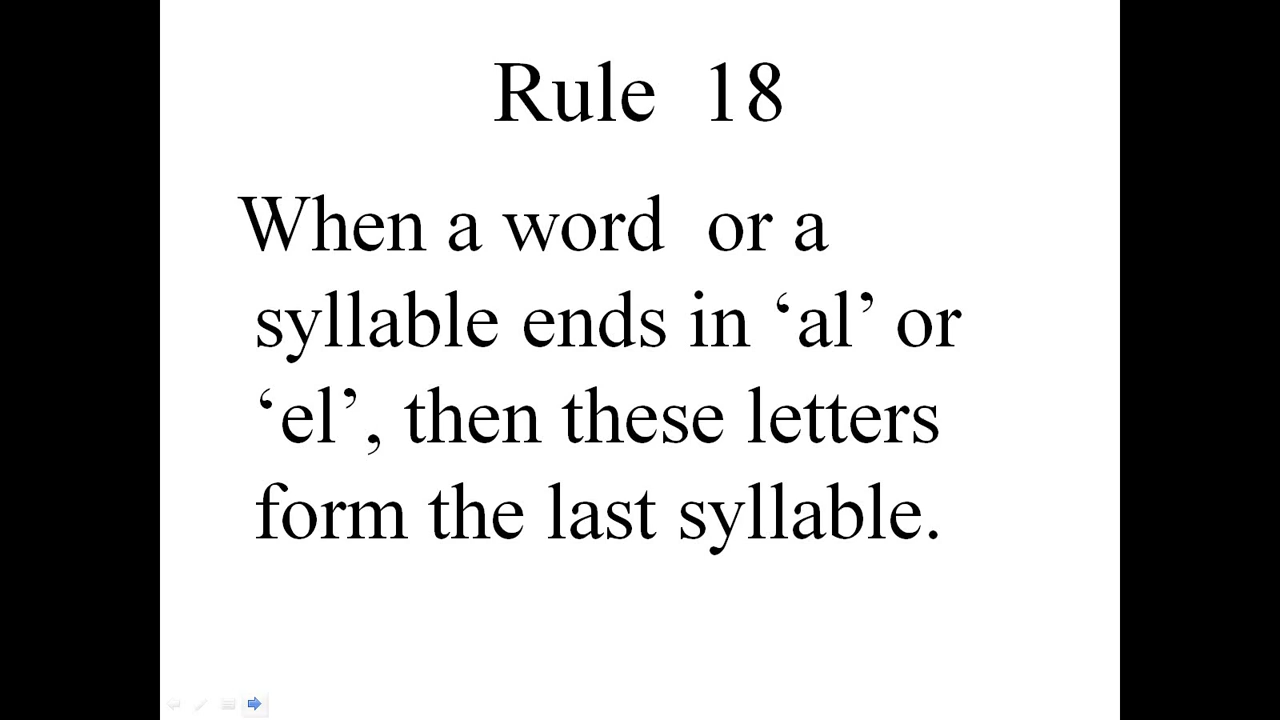 Rule  18
When a word  or a
syllable ends in ‘al’ or
‘el’, then these letters
form the last syllable.